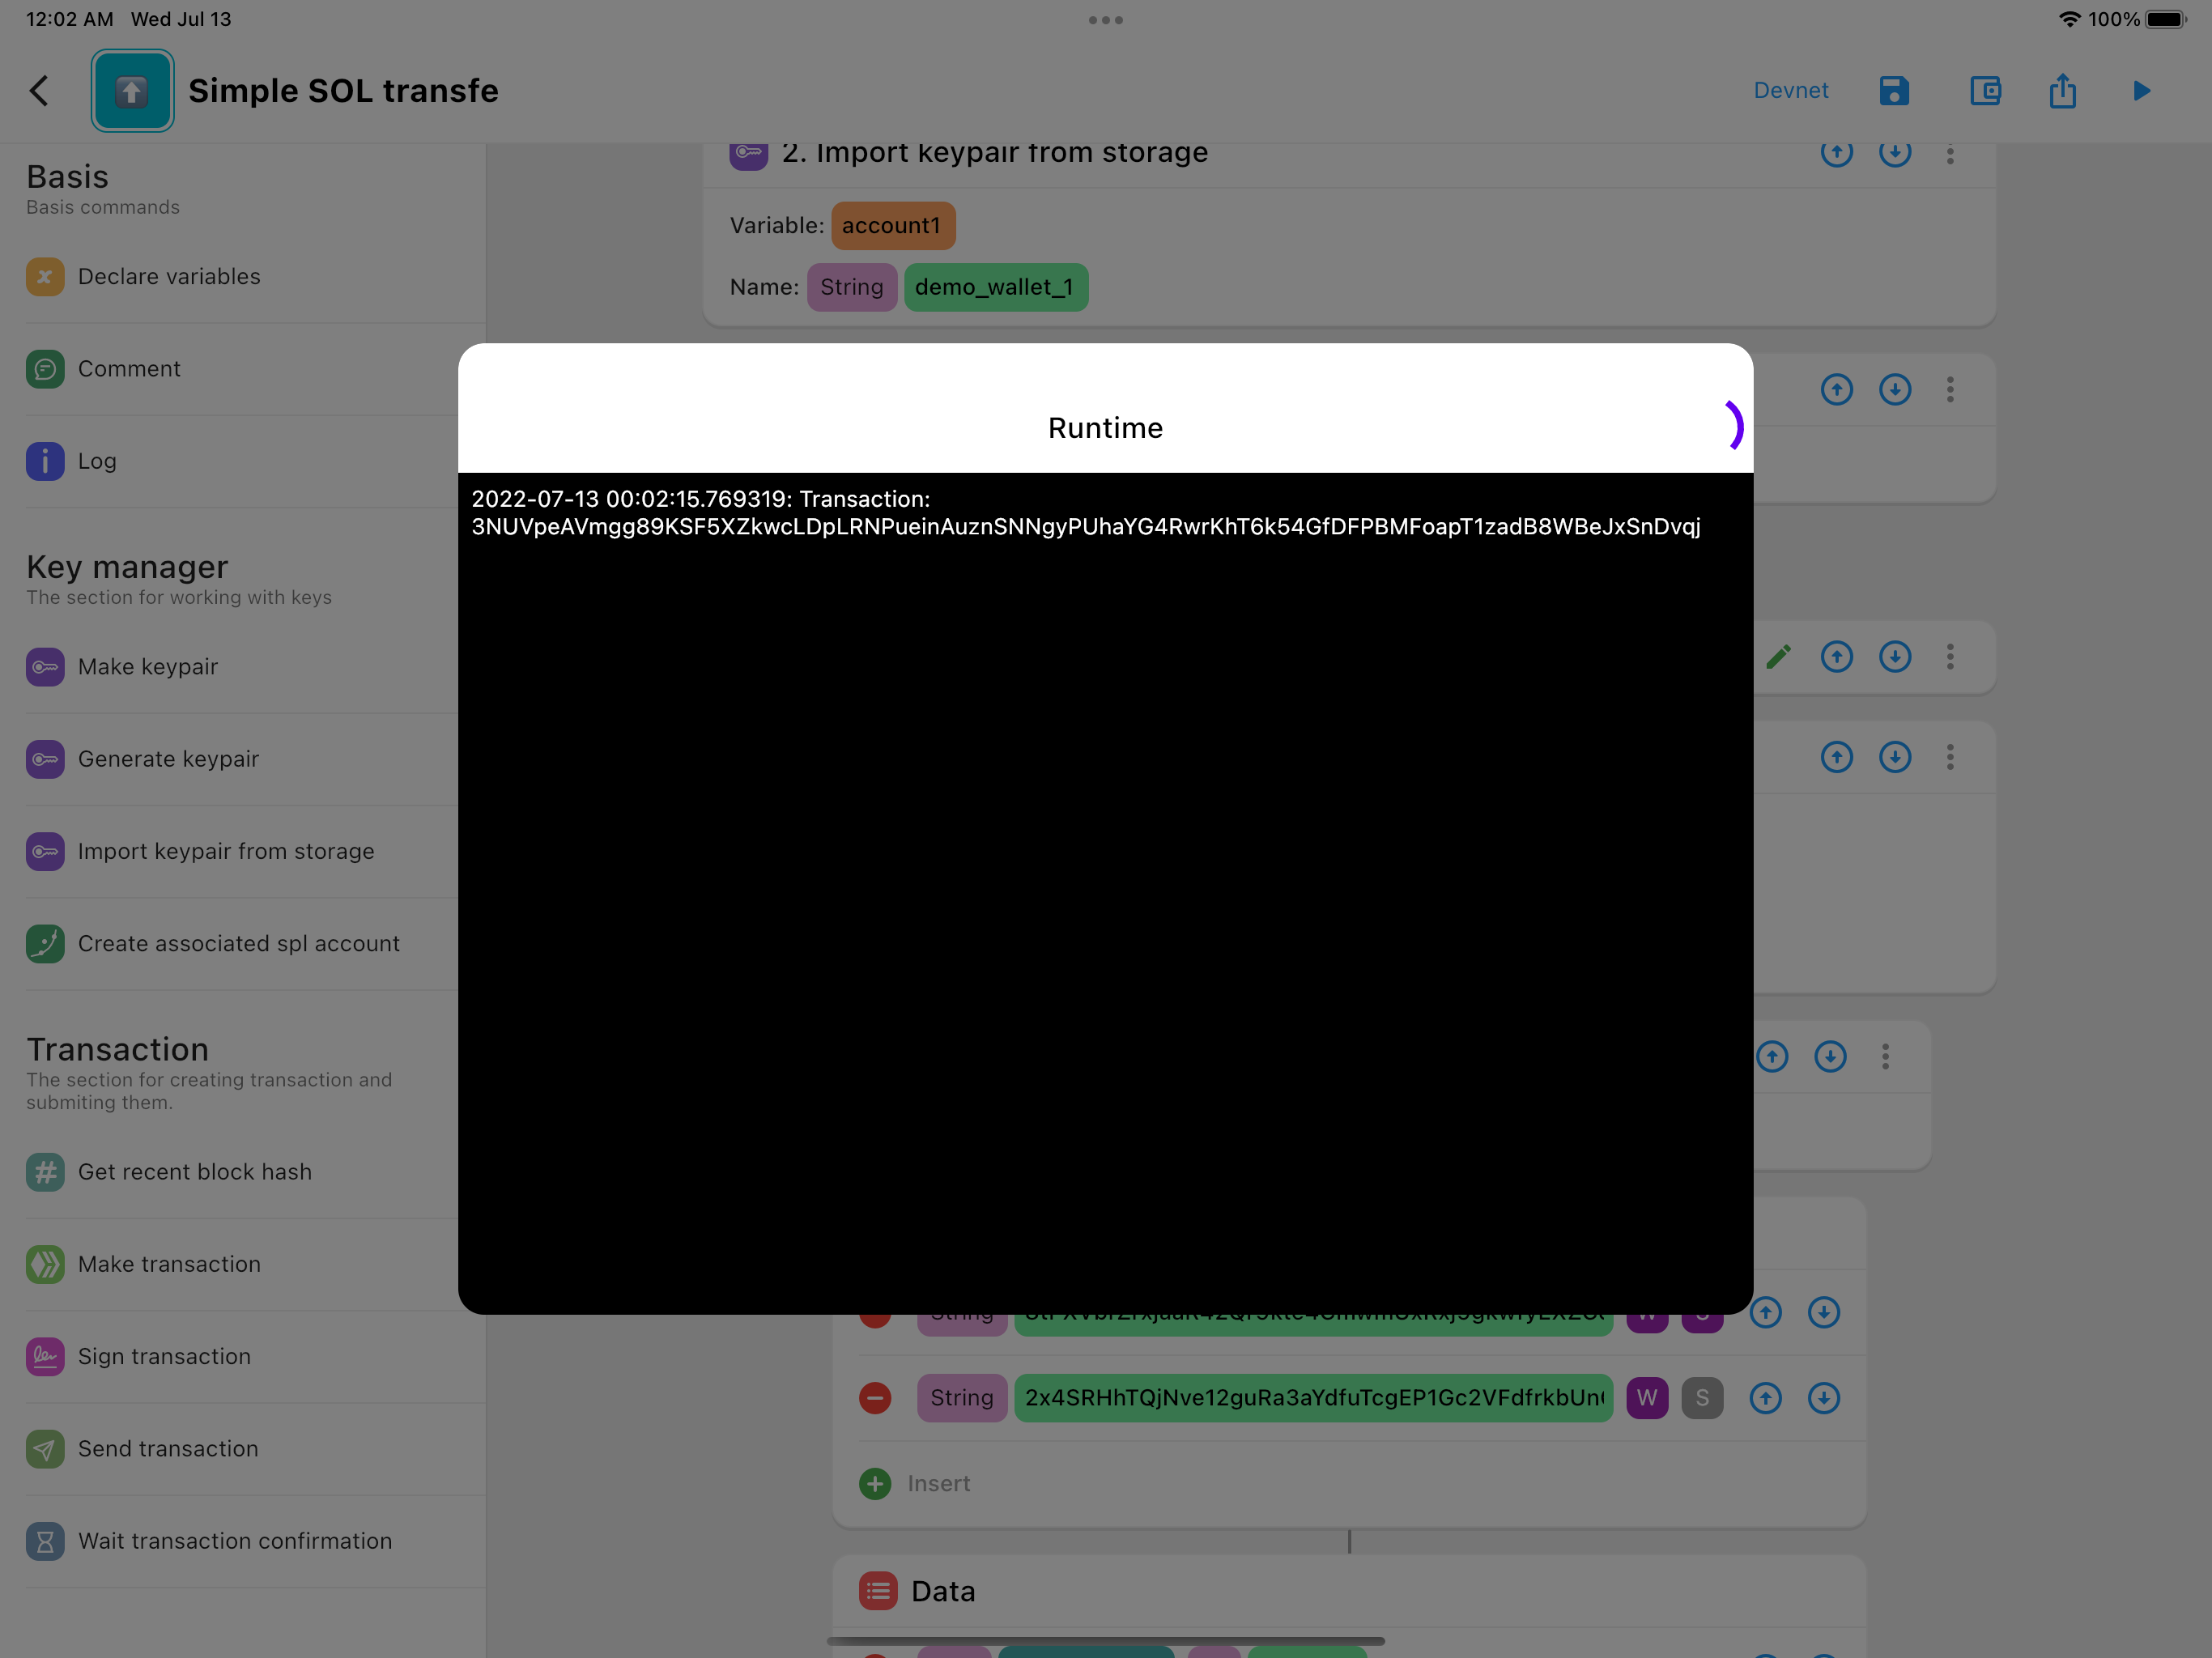 12:02 AM Wed Jul 13
100%
Simple SOL transfe
Devnet
Basis
Basis commands
Declare variables
Comment
Log
Key manager
The section for working with keys
Make keypair
Generate keypair
Import keypair from storage
Create associated spl account
Transaction
The section for creating transaction and
submiting them.
Get recent block hash
Make transaction
Sign transaction
Send transaction
Wait transaction confirmation
2. Import keypair from storage
Variable: account1
Name: String demo_wallet_1
Runtime
2022-07-13 00:02:15.769319: Transaction:
3NUVpeAVmgg89KSF5XZkwcLDpLRNPueinAuznSNNgyPUhaYG4RwrKhT6k54GfDFPBMFoapT1zadB8WBeJxSnDvqj
String W S
String 2x4SRHhTQjNve12guRa3aYdfuTcgEP1Gc2VFdfrkbUn W S
Insert
Data